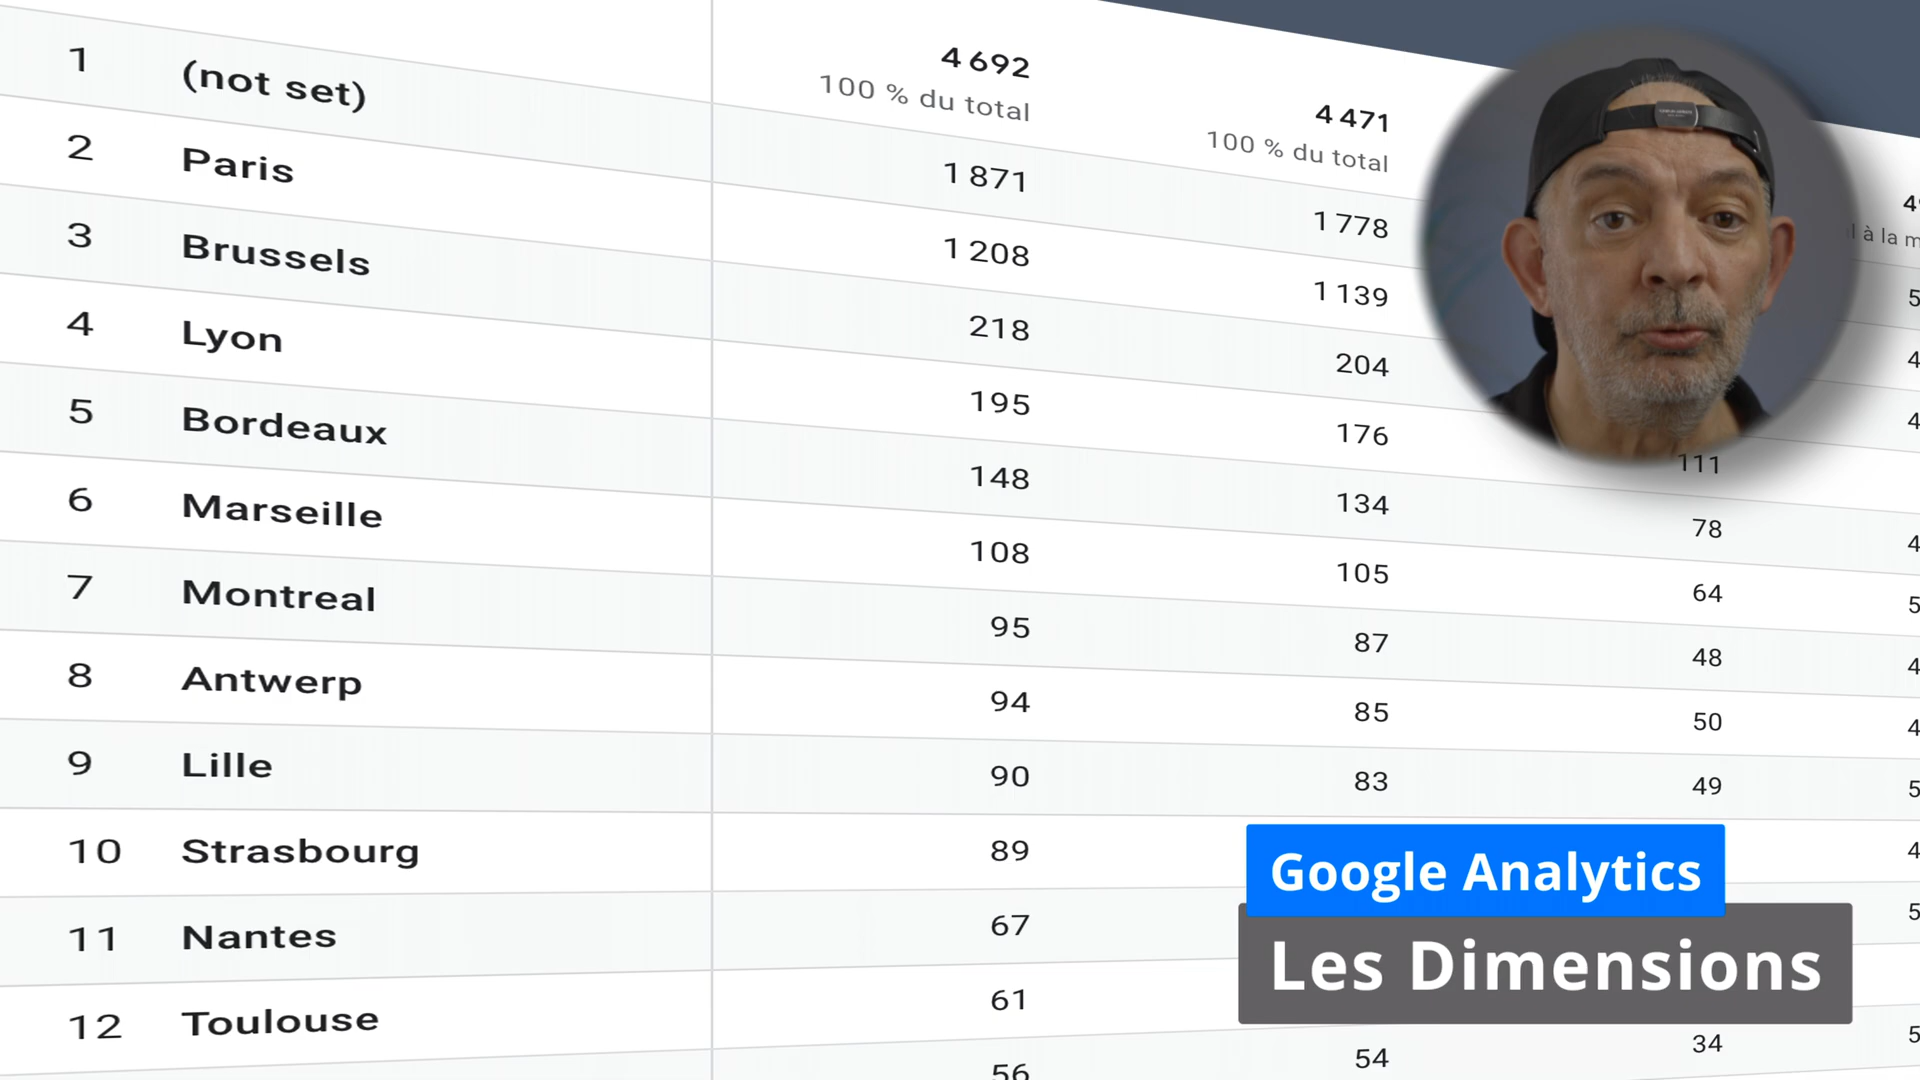 4 692
100 % du total
4 471
100 % du total
1 (not set) 1 871 1 778
2 Paris 1 208 1 139
3 Brussels 218 204
4 Lyon 195 176 111
5 Bordeaux 148 134 78
6 Marseille 108 105 64
7 Montreal 95 87 48
8 Antwerp 94 85 50
9 Lille 90 83 49
10 Strasbourg 89
11 Nantes 67
12 Toulouse 61
56 54 34
à la
Google Analytics
Les Dimensions